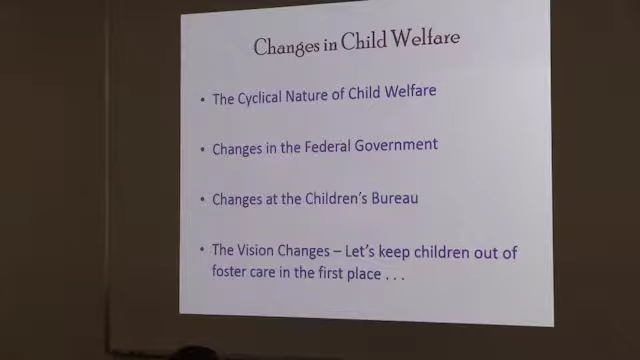 Changes in Child Welfare
• The Cyclical Nature of Child Welfare
• Changes in the Federal Government
• Changes at the Children's Bureau
• The Vision Changes – Let's keep children out of
foster care in the first place . . .